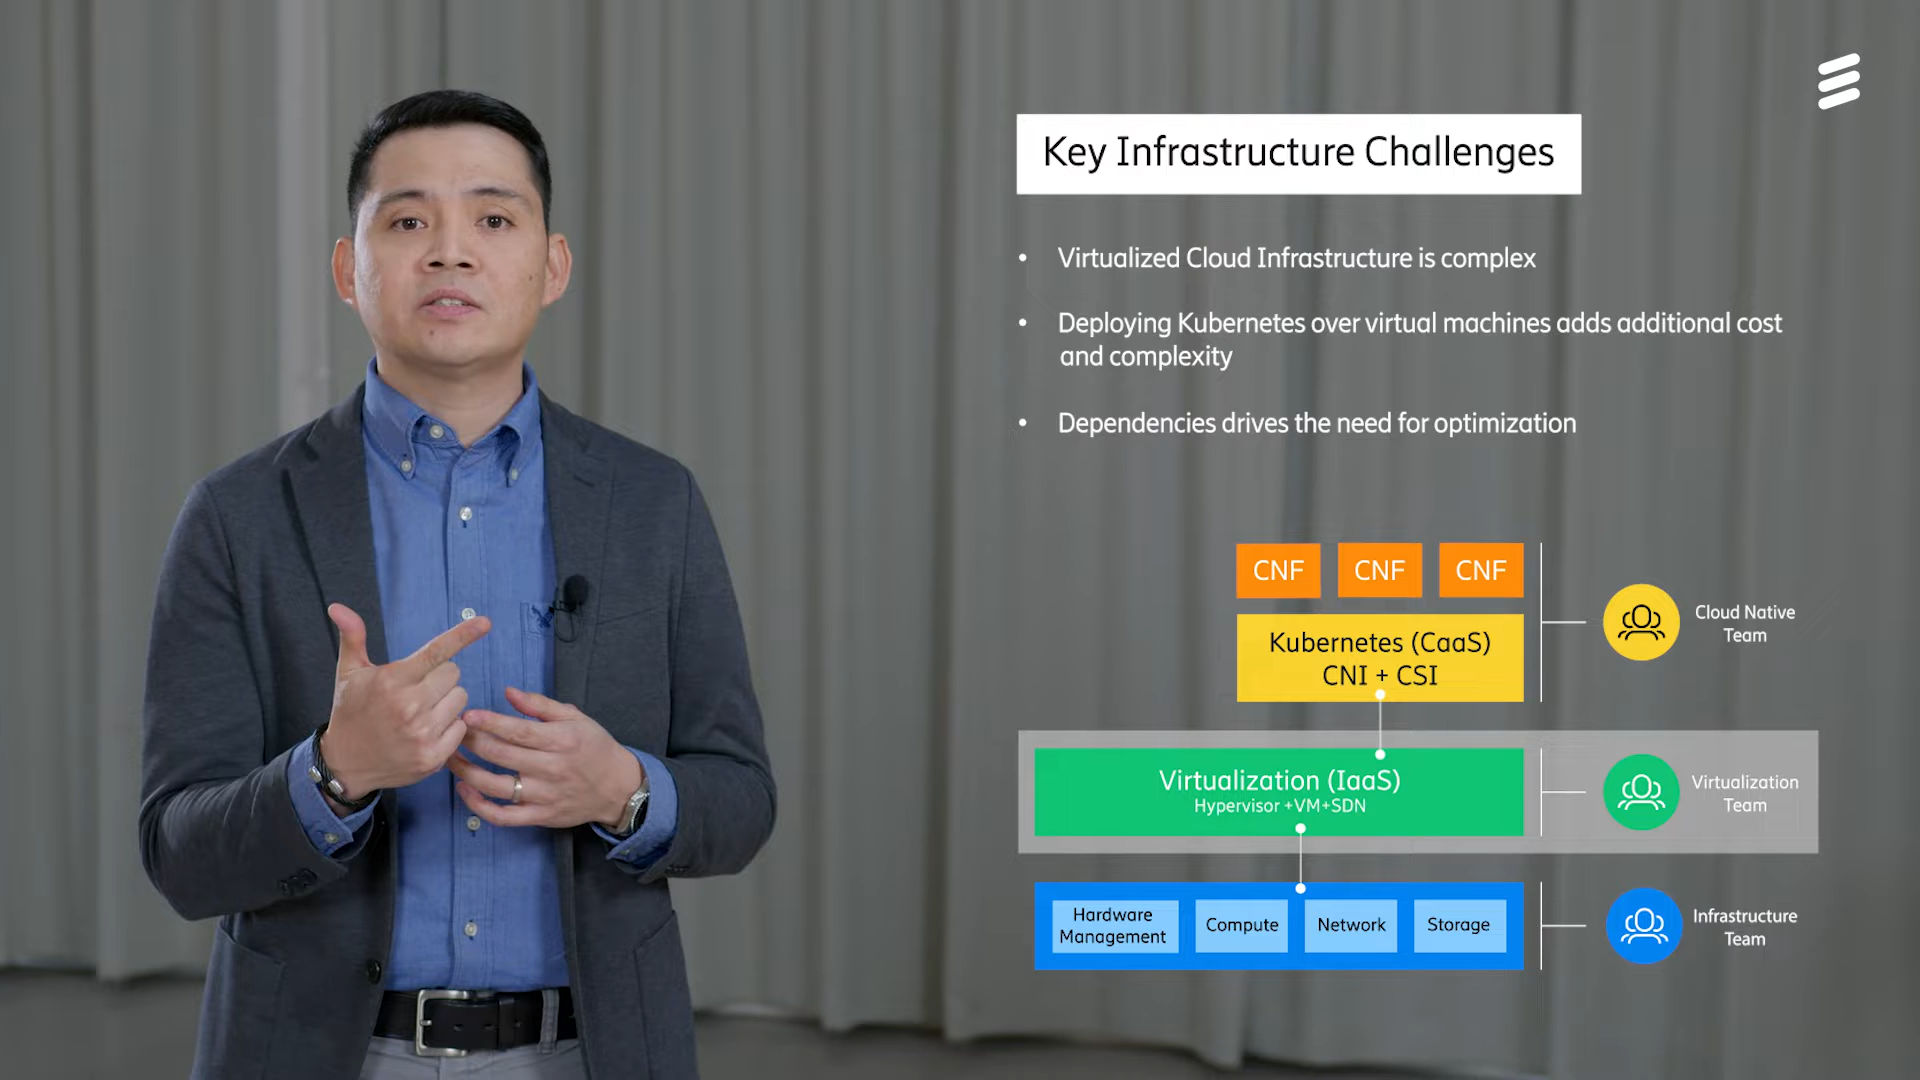 Key Infrastructure Challenges
• Virtualized Cloud Infrastructure is complex
• Deploying Kubernetes over virtual machines adds additional cost
and complexity
• Dependencies drives the need for optimization
CNF CNF CNF
Kubernetes (CaaS)
CNI + CSI
Cloud Native
Team
Virtualization (IaaS)
Hypervisor +VM+SDN
Virtualization
Team
Hardware
Management
Compute
Network
Storage
Infrastructure
Team